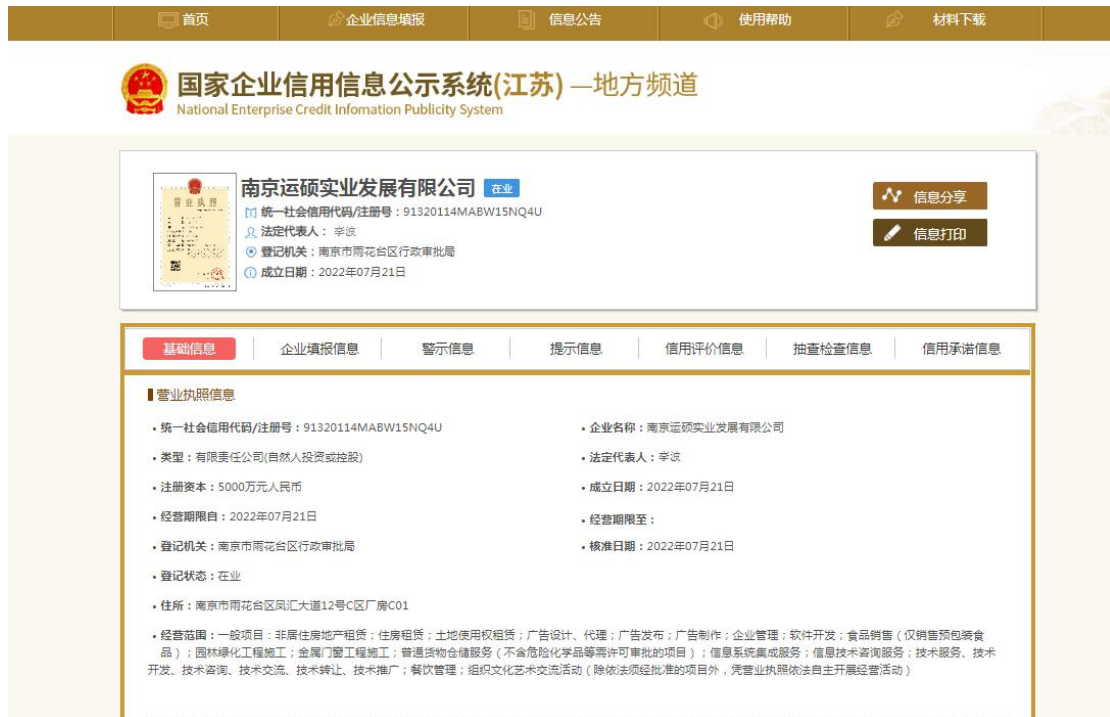 首页 企业信息填报 信息公告 使用帮助 材料下载
国家企业信用信息公示系统(江苏) —地方频道
National Enterprise Credit Infomation Publicity System
营业执照
南京运硕实业发展有限公司 在业
统一社会信用代码/注册号：91320114MABW15NQ4U
法定代表人：
登记机关：南京市雨花台区行政审批局
成立日期：2022年07月21日
信息分享
信息打印
基础信息 企业填报信息 警示信息 提示信息 信用评价信息 抽查检查信息 信用承诺信息
营业执照信息
• 统一社会信用代码/注册号：91320114MABW15NQ4U • 企业名称：南京运硕实业发展有限公司
• 类型：有限责任公司(自然人投资或控股) • 法定代表人：
• 注册资本：5000万元人民币 • 成立日期：2022年07月21日
• 经营期限自：2022年07月21日 • 经营期限至：
• 登记机关：南京市雨花台区行政审批局 • 核准日期：2022年07月21日
• 登记状态：在业
• 住所：南京市雨花台区凤汇大道12号C区厂房C01
• 经营范围：一般项目：非居住房地产租赁；住房租赁；土地使用权租赁；广告设计、代理；广告发布；广告制作；企业管理；软件开发；食品销售（仅销售预包装食
品）；园林绿化工程施工；金属门窗工程施工；普通货物仓储服务（不含危险化学品等需许可审批的项目）；信息系统集成服务；信息技术咨询服务；技术服务、技术
开发、技术咨询、技术交流、技术转让、技术推广；餐饮管理；组织文化艺术交流活动（除依法须经批准的项目外，凭营业执照依法自主开展经营活动）